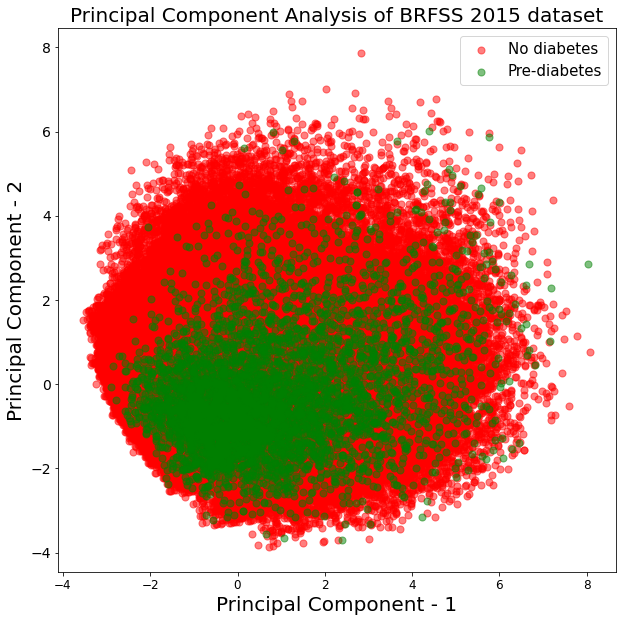 Principal Component Analysis of BRFSS 2015 dataset
No diabetes
Pre-diabetes
8
6
4
2
0
−2
−4
Principal Component - 2
−4
−2
0
2
4
6
8
Principal Component - 1